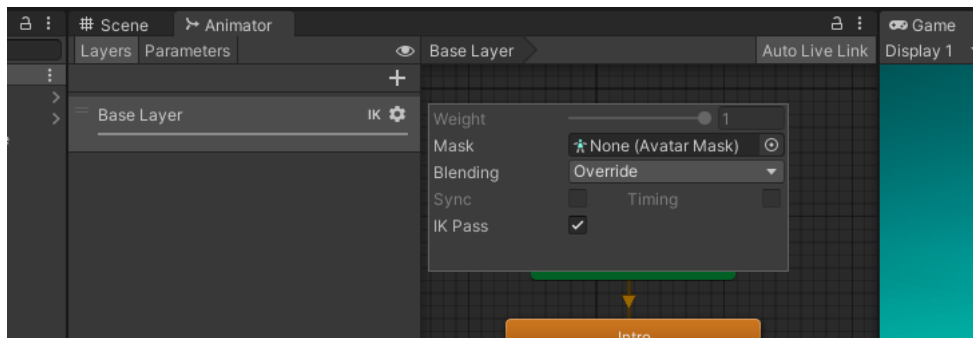 Scene Animator Game
Layers Parameters Base Layer Auto Live Link Display 1
Base Layer IK
Weight 1
Mask None (Avatar Mask)
Blending Override
Sync Timing
IK Pass
Intro